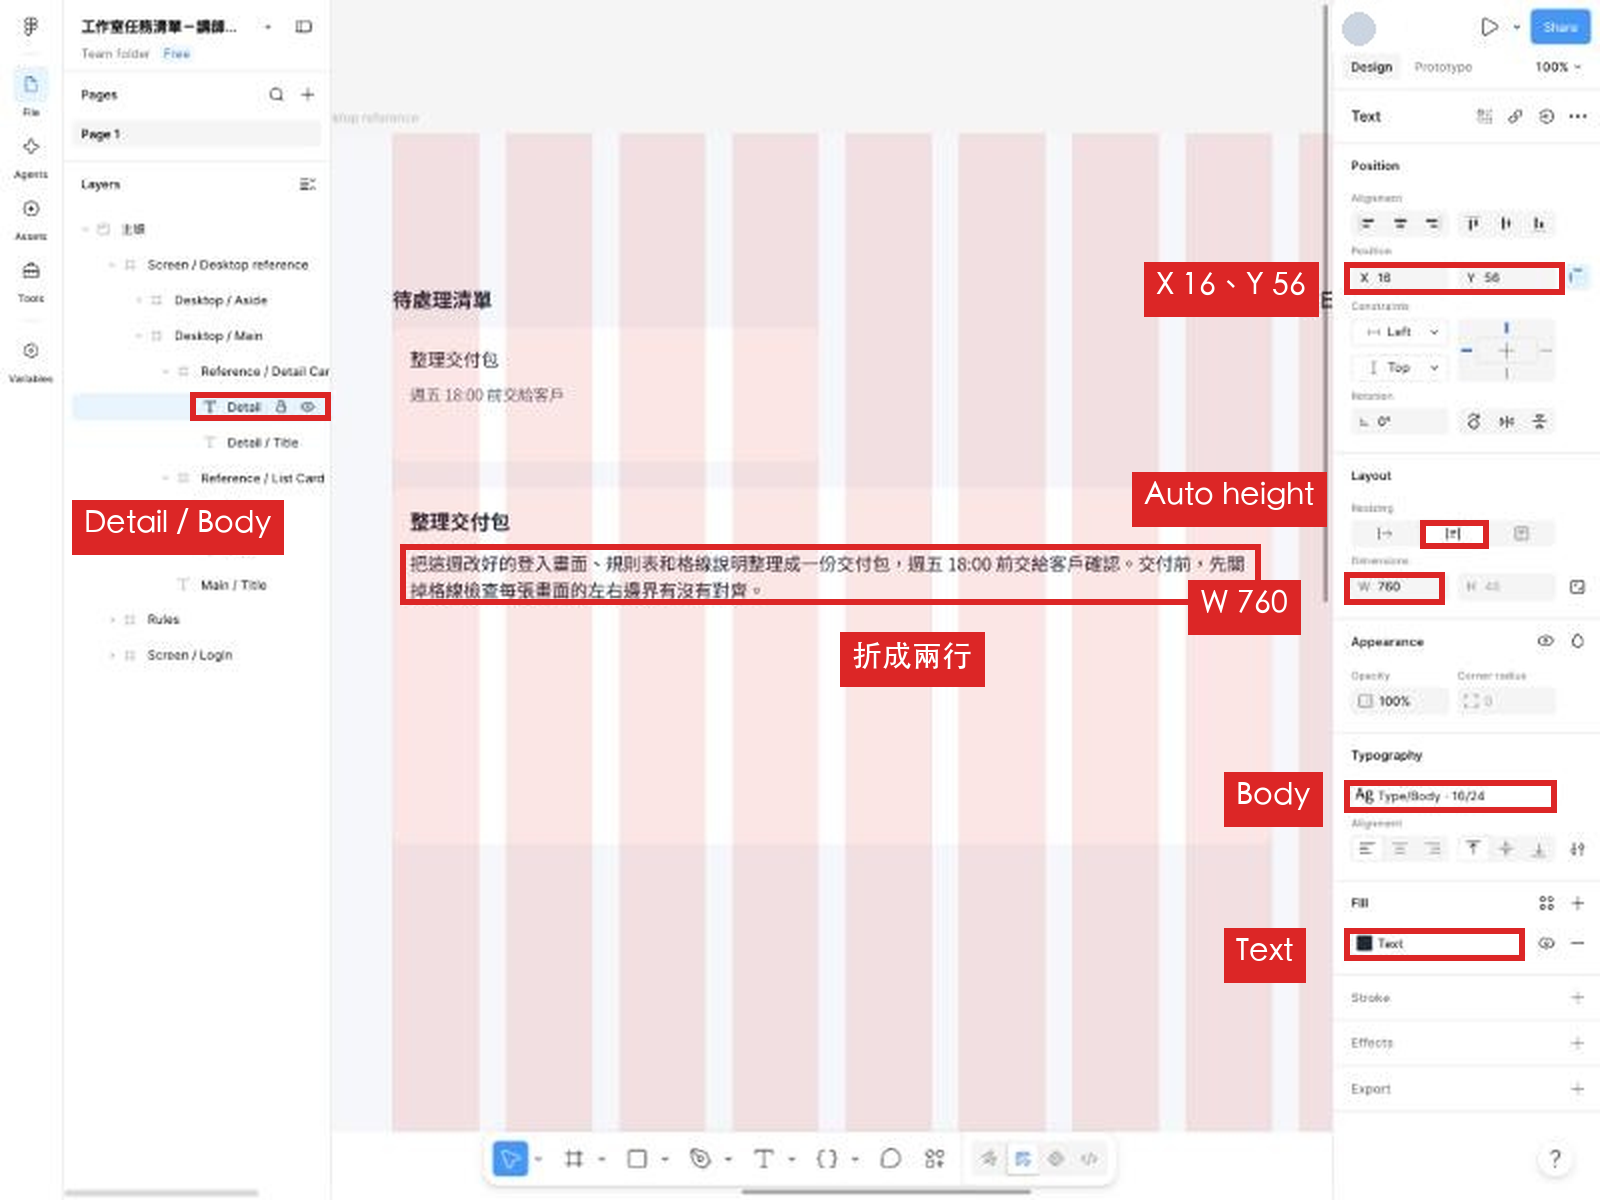 工作室任務清單－講師...
Team folder Free
File
Agents
Assets
Tools
Variables
Pages
Page 1
Layers
主線
Screen / Desktop reference
Desktop / Aside
Desktop / Main
Reference / Detail Car
Detail
Detail / Title
Reference / List Card
Detail / Body
Main / Title
Rules
Screen / Login
top reference
待處理清單
整理交付包
週五 18:00 前交給客戶
整理交付包
把這週改好的登入畫面、規則表和格線說明整理成一份交付包，週五 18:00 前交給客戶確認。交付前，先關
掉格線檢查每張畫面的左右邊界有沒有對齊。
折成兩行
X 16、Y 56
Auto height
W 760
Body
Text
Share
Design Prototype 100%
Text
Position
Alignment
Position
X 16 Y 56
Constraints
Left
Top
Rotation
0°
Layout
Resizing
Dimensions
W 760 H 48
Appearance
Opacity Corner radius
100% 0
Typography
Ag Type/Body · 16/24
Alignment
Fill
Text
Stroke
Effects
Export
?